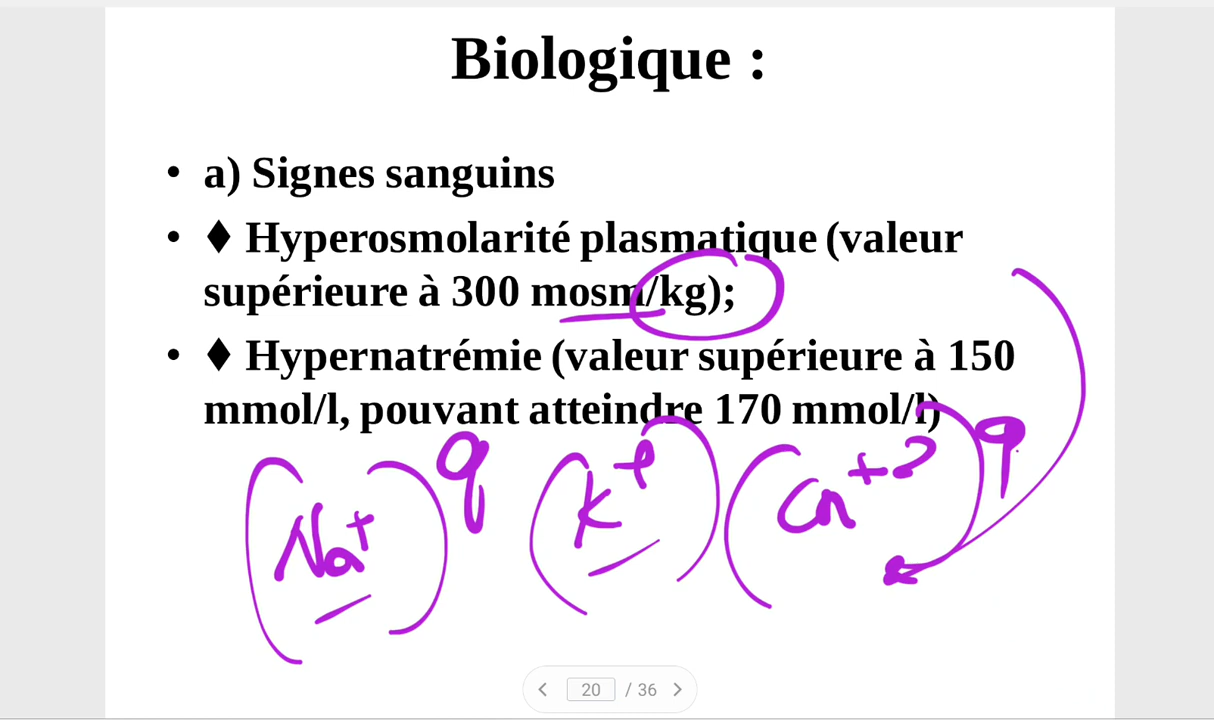 Biologique :
• a) Signes sanguins
• ♦ Hyperosmolarité plasmatique (valeur
supérieure à 300 mosm/kg);
• ♦ Hypernatrémie (valeur supérieure à 150
mmol/l, pouvant atteindre 170 mmol/l)
(Na+) (K+) (Ca+2)
20 / 36